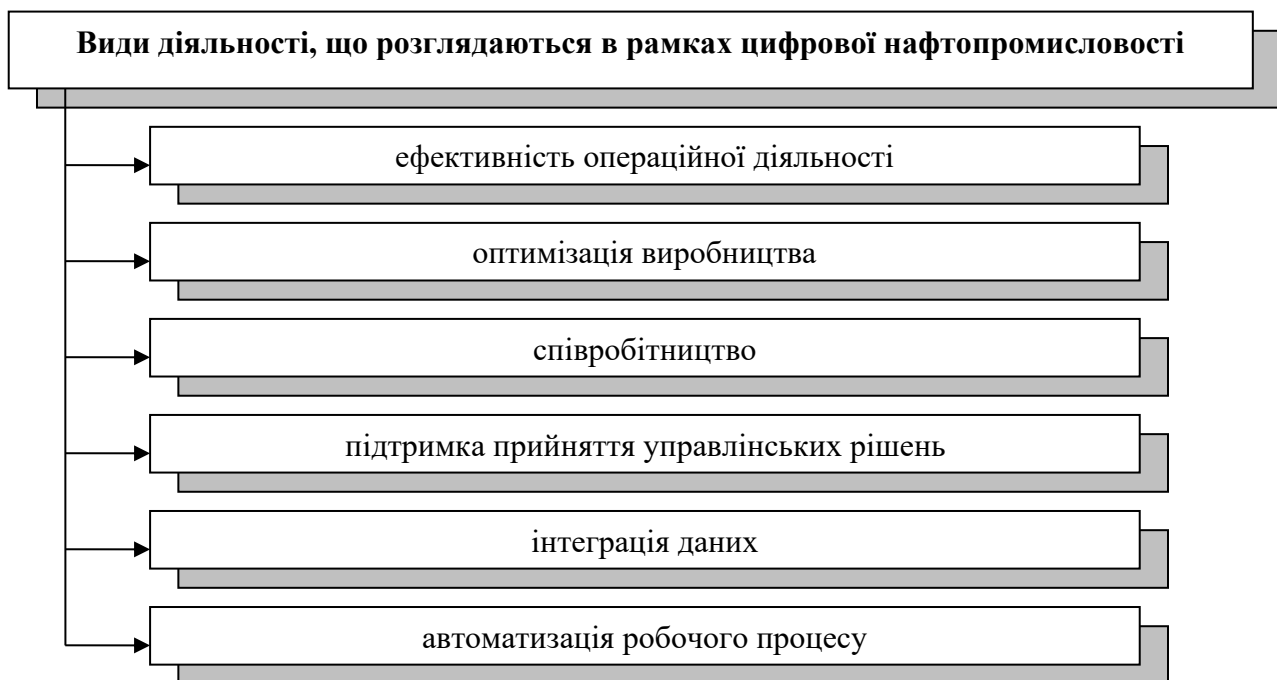 Види діяльності, що розглядаються в рамках цифрової нафтопромисловості
ефективність операційної діяльності
оптимізація виробництва
співробітництво
підтримка прийняття управлінських рішень
інтеграція даних
автоматизація робочого процесу